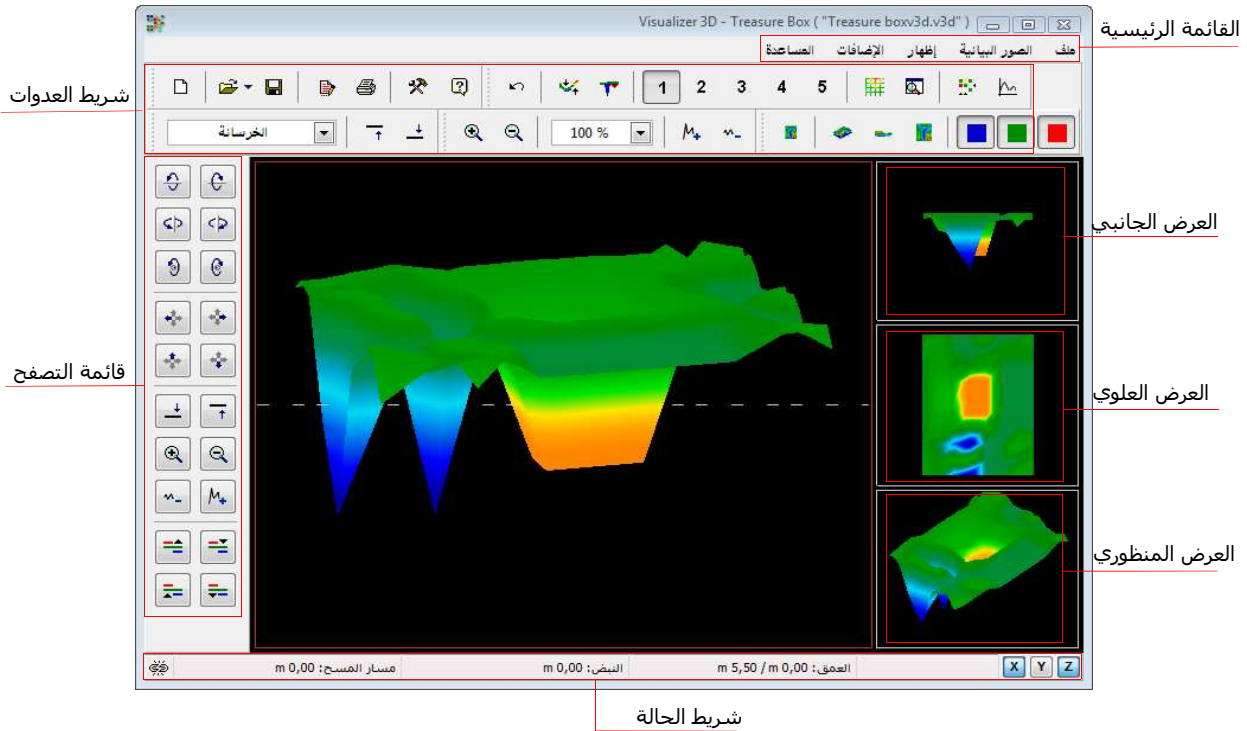 Visualizer 3D - Treasure Box ( "Treasure boxv3d.v3d" )
القائمة الرئيسية
ملف الصور البيانية إظهار الإضافات المساعدة
شريط العدوات
1 2 3 4 5
الخرسانة
100 %
العرض الجانبي
قائمة التصفح
العرض العلوي
العرض المنظوري
X Y Z
العمق: m 5,50 / m 0,00
النبض: m 0,00
مسار المسح: m 0,00
شريط الحالة